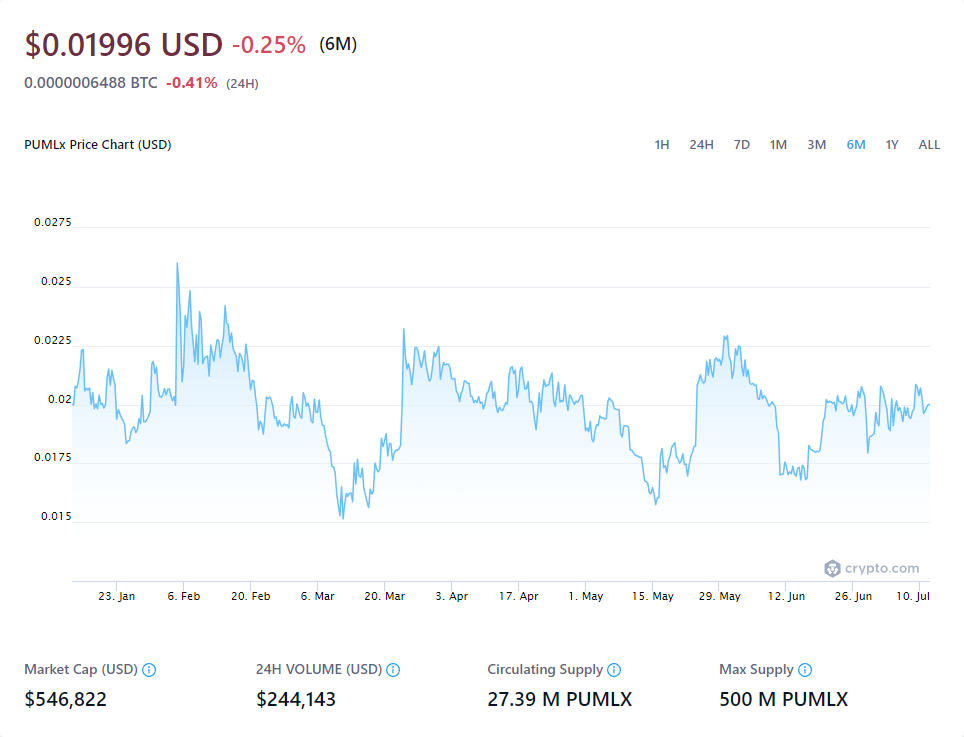 $0.01996 USD -0.25% (6M)
0.0000006488 BTC -0.41% (24H)
PUMLx Price Chart (USD) 1H 24H 7D 1M 3M 6M 1Y ALL
0.0275
0.025
0.0225
0.02
0.0175
0.015
crypto.com
23. Jan 6. Feb 20. Feb 6. Mar 20. Mar 3. Apr 17. Apr 1. May 15. May 29. May 12. Jun 26. Jun 10. Jul
Market Cap (USD) 24H VOLUME (USD) Circulating Supply Max Supply
$546,822 $244,143 27.39 M PUMLX 500 M PUMLX